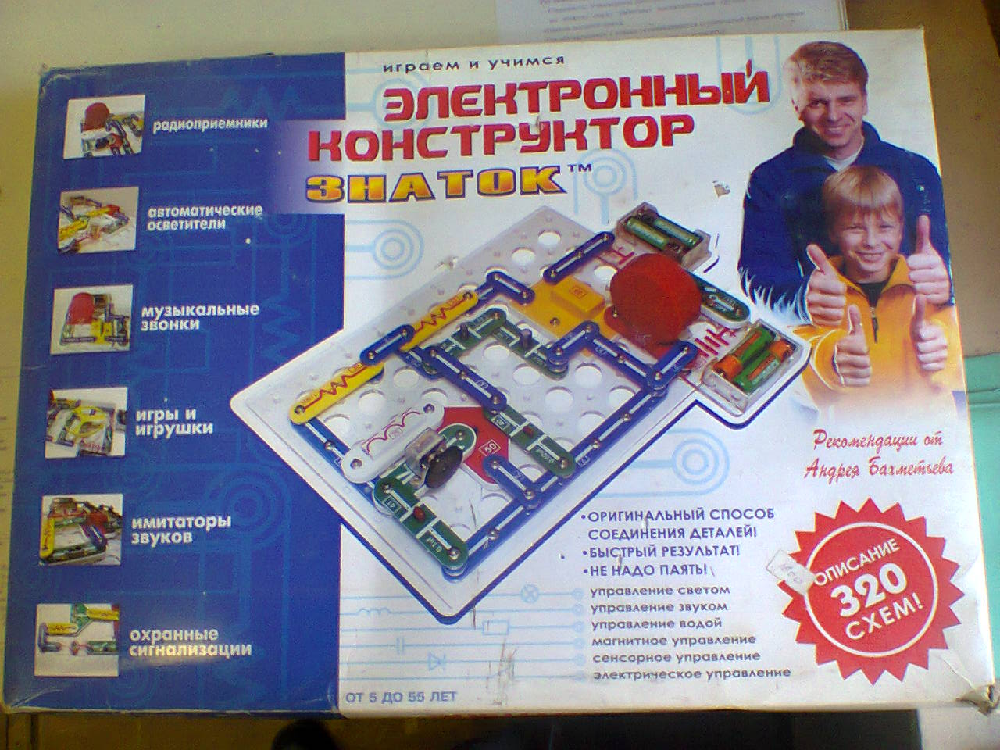 играем и учимся
ЭЛЕКТРОННЫЙ
КОНСТРУКТОР
ЗНАТОК™
радиоприемники
автоматические
осветители
музыкальные
звонки
игры и
игрушки
имитаторы
звуков
охранные
сигнализации
Рекомендации от
Андрея Бахметьева
•ОРИГИНАЛЬНЫЙ СПОСОБ
СОЕДИНЕНИЯ ДЕТАЛЕЙ!
•БЫСТРЫЙ РЕЗУЛЬТАТ!
•НЕ НАДО ПАЯТЬ!
управление светом
управление звуком
управление водой
магнитное управление
сенсорное управление
электрическое управление
ОПИСАНИЕ
320
СХЕМ!
ОТ 5 ДО 55 ЛЕТ
50